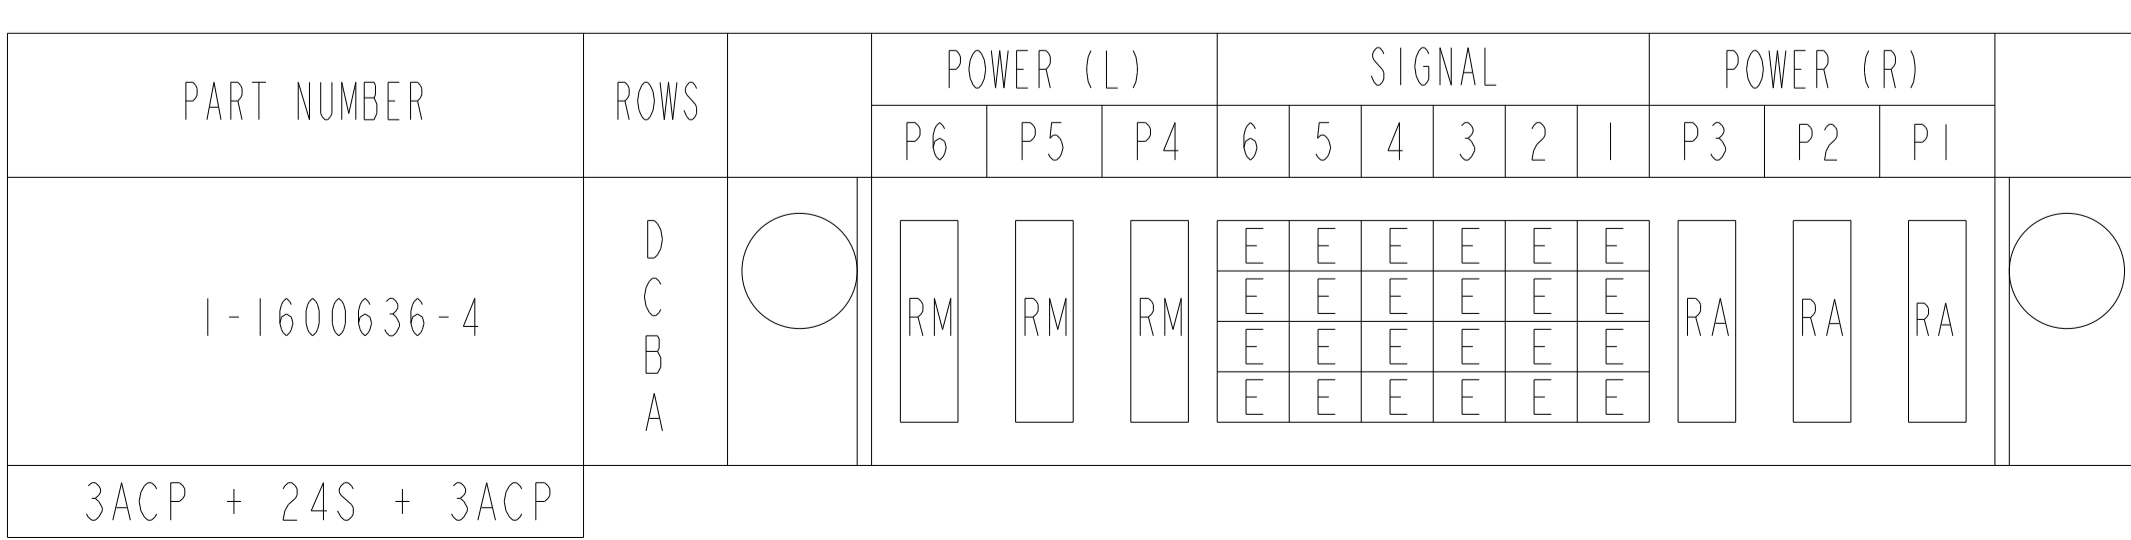 PART NUMBER ROWS POWER (L) SIGNAL POWER (R)
P6 P5 P4 6 5 4 3 2 1 P3 P2 P1
D E E E E E E
C E E E E E E
1-1600636-4 RM RM RM RA RA RA
B E E E E E E
A E E E E E E
3ACP + 24S + 3ACP